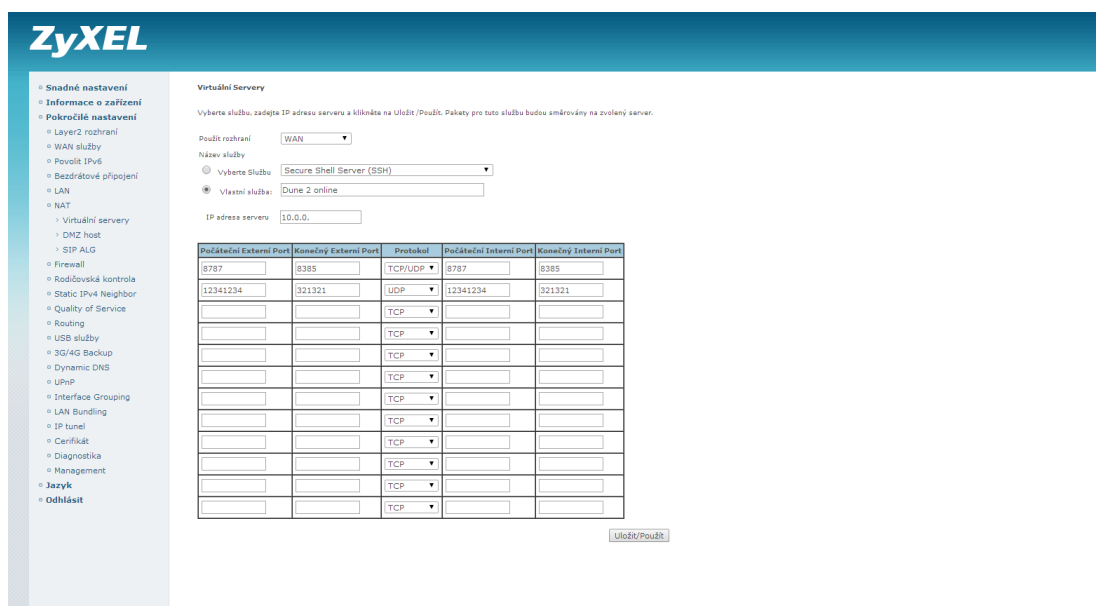 ZyXEL
Snadné nastavení
Informace o zařízení
Pokročilé nastavení
Layer2 rozhraní
WAN služby
Povolit IPv6
Bezdrátové připojení
LAN
NAT
> Virtuální servery
> DMZ host
> SIP ALG
Firewall
Rodičovská kontrola
Static IPv4 Neighbor
Quality of Service
Routing
USB služby
3G/4G Backup
Dynamic DNS
UPnP
Interface Grouping
LAN Bundling
IP tunel
Cerifikát
Diagnostika
Management
Jazyk
Odhlásit
Virtuální Servery
Vyberte službu, zadejte IP adresu serveru a klikněte na Uložit /Použít. Pakety pro tuto službu budou směrovány na zvolený server.
Použít rozhraní WAN
Název služby
Vyberte Službu Secure Shell Server (SSH)
Vlastní služba: Dune 2 online
IP adresa serveru 10.0.0.
Počáteční Externí Port Konečný Externí Port Protokol Počáteční Interní Port Konečný Interní Port
8787 8385 TCP/UDP 8787 8385
12341234 321321 UDP 12341234 321321
TCP
TCP
TCP
TCP
TCP
TCP
TCP
TCP
TCP
TCP
Uložit/Použít